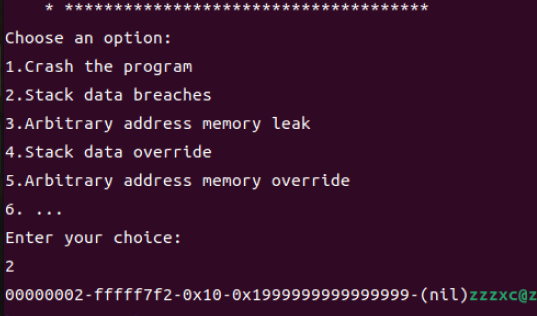 * *************************************
Choose an option:
1.Crash the program
2.Stack data breaches
3.Arbitrary address memory leak
4.Stack data override
5.Arbitrary address memory override
6. ...
Enter your choice:
2
00000002-fffff7f2-0x10-0x1999999999999999-(nil)zzzxc@z